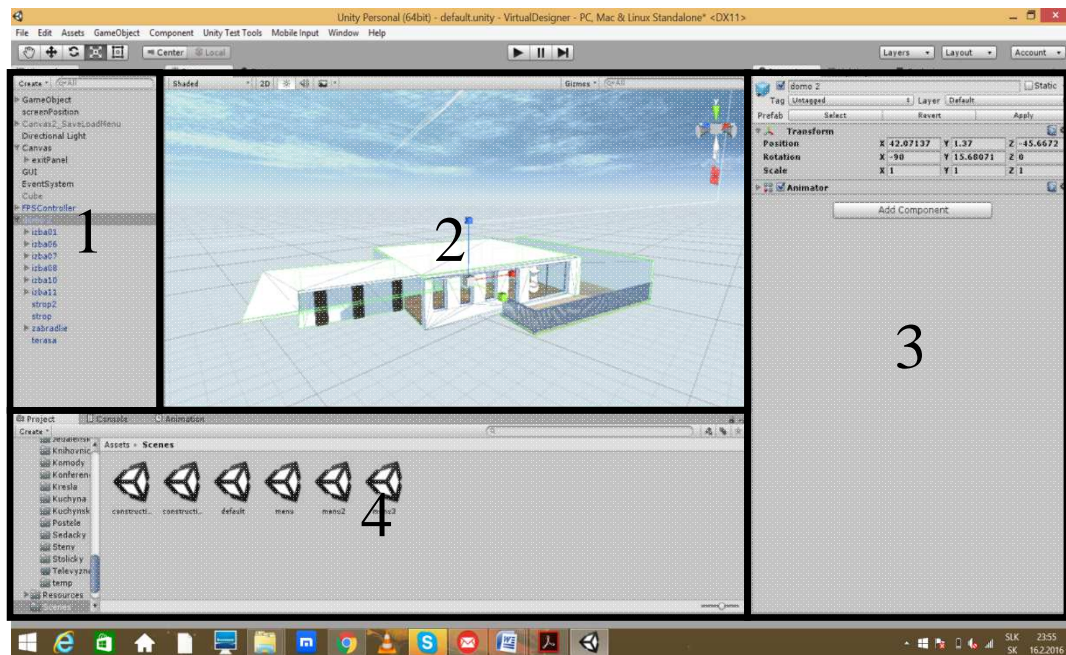 Unity Personal (64bit) - default.unity - VirtualDesigner - PC, Mac & Linux Standalone* <DX11>
File Edit Assets GameObject Component Unity Test Tools Mobile Input Window Help
Center Local
Layers Layout Account
Create All
GameObject
screenPosition
Canvas2_SaveLoadMenu
Directional Light
Canvas
exitPanel
GUI
EventSystem
Cube
FPSController
izba01
izba06
izba07
izba08
izba10
izba11
strop2
strop
zabradlie
terasa
1
Shaded 2D Gizmos All
y
2
domo 2 Static
Tag Untagged Layer Default
Prefab Select Revert Apply
Transform
Position X 42.07137 Y 1.37 Z -45.6672
Rotation X -90 Y 15.68071 Z 0
Scale X 1 Y 1 Z 1
Animator
Add Component
3
Project Console Animation
Create
Knihovnic
Komody
Konferen
Kresla
Kuchyna
Kuchynsk
Postele
Sedacky
Steny
Stolicky
Televyzne
temp
Resources
Scenes
Assets Scenes
constructi... constructi... default menu menu2 menu3
4
SLK 23:55
SK 16.2.2016